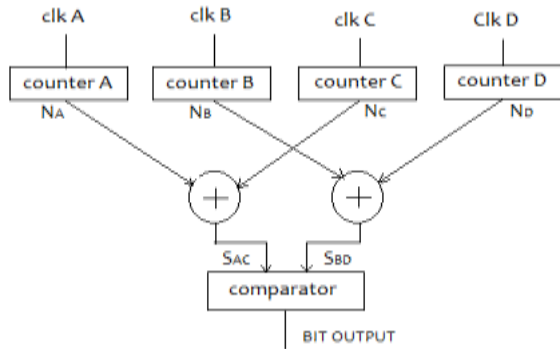 clk A clk B clk C Clk D
counter A counter B counter C counter D
NA NB NC ND
+ +
SAC SBD
comparator
BIT OUTPUT